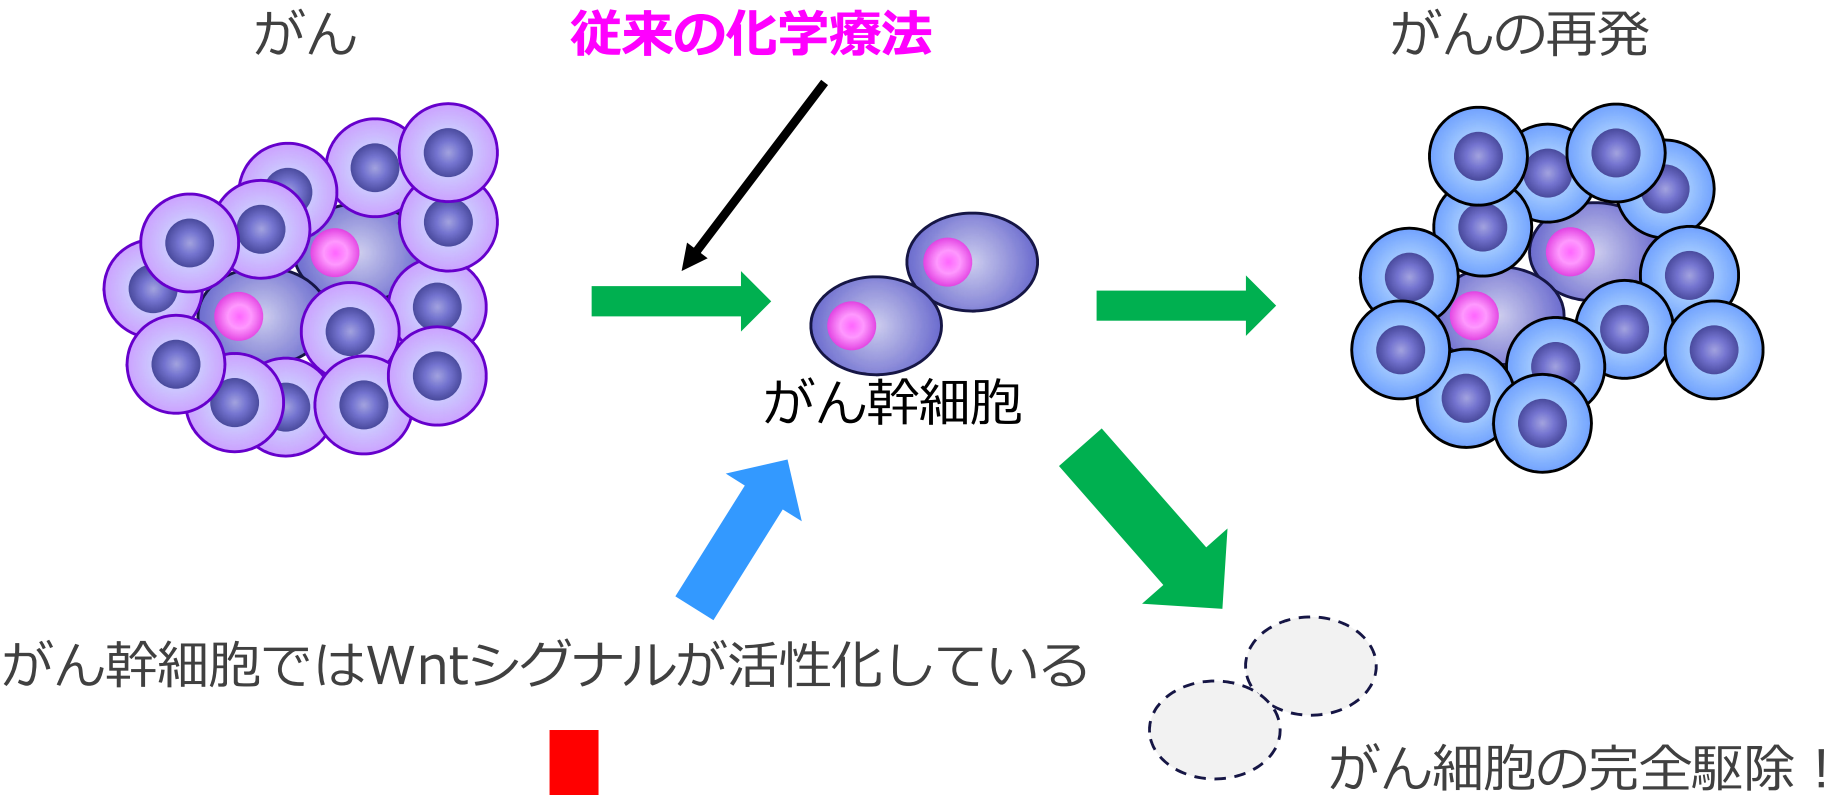 がん
従来の化学療法
がんの再発
がん幹細胞
がん幹細胞ではWntシグナルが活性化している
がん細胞の完全駆除！